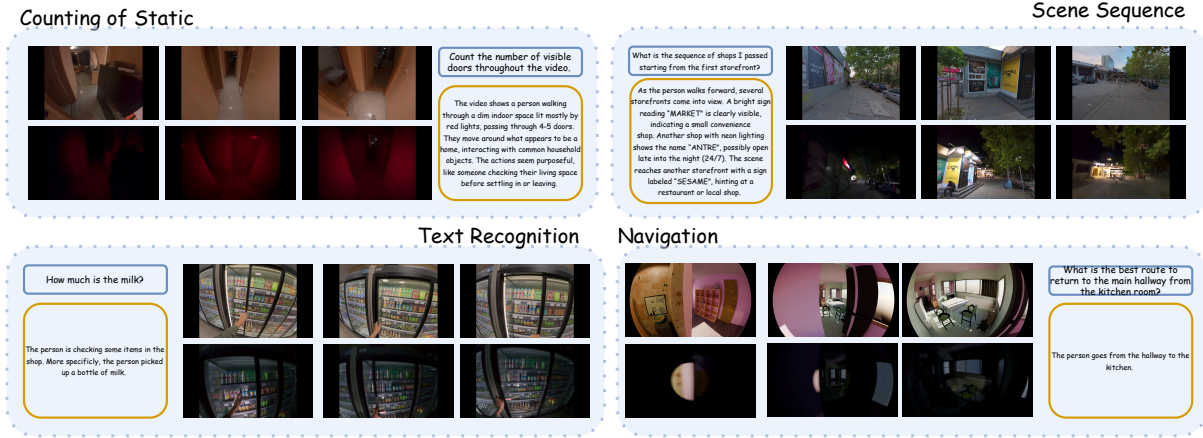 Counting of Static
Count the number of visible
doors throughout the video.
The video shows a person walking
through a dim indoor space lit mostly by
red lights, passing through 4-5 doors.
They move around what appears to be a
home, interacting with common household
objects. The actions seem purposeful,
like someone checking their living space
before settling in or leaving.
Scene Sequence
What is the sequence of shops I passed
starting from the first storefront?
As the person walks forward, several
storefronts come into view. A bright sign
reading "MARKET" is clearly visible,
indicating a small convenience
shop. Another shop with neon lighting
shows the name "ANTRE", possibly open
late into the night (24/7). The scene
reaches another storefront with a sign
labeled "SESAME", hinting at a
restaurant or local shop.
Text Recognition
How much is the milk?
The person is checking some items in the
shop. More specificly, the person picked
up a bottle of milk.
Navigation
What is the best route to
return to the main hallway from
the kitchen room?
The person goes from the hallway to the
kitchen.